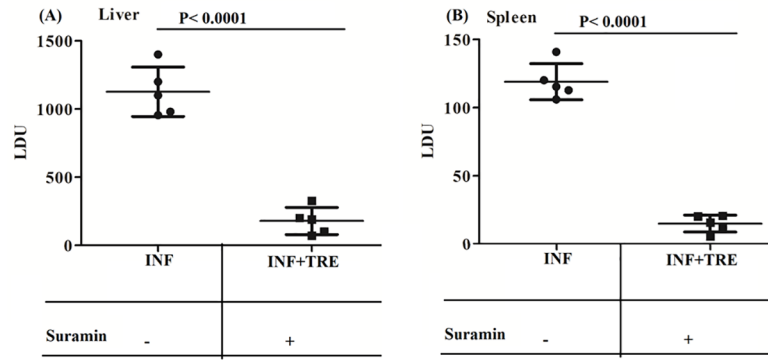 (A) Liver
P< 0.0001
1500
1000
LDU
500
0
INF INF+TRE
Suramin - +
(B) Spleen
P< 0.0001
150
100
LDU
50
0
INF INF+TRE
Suramin - +